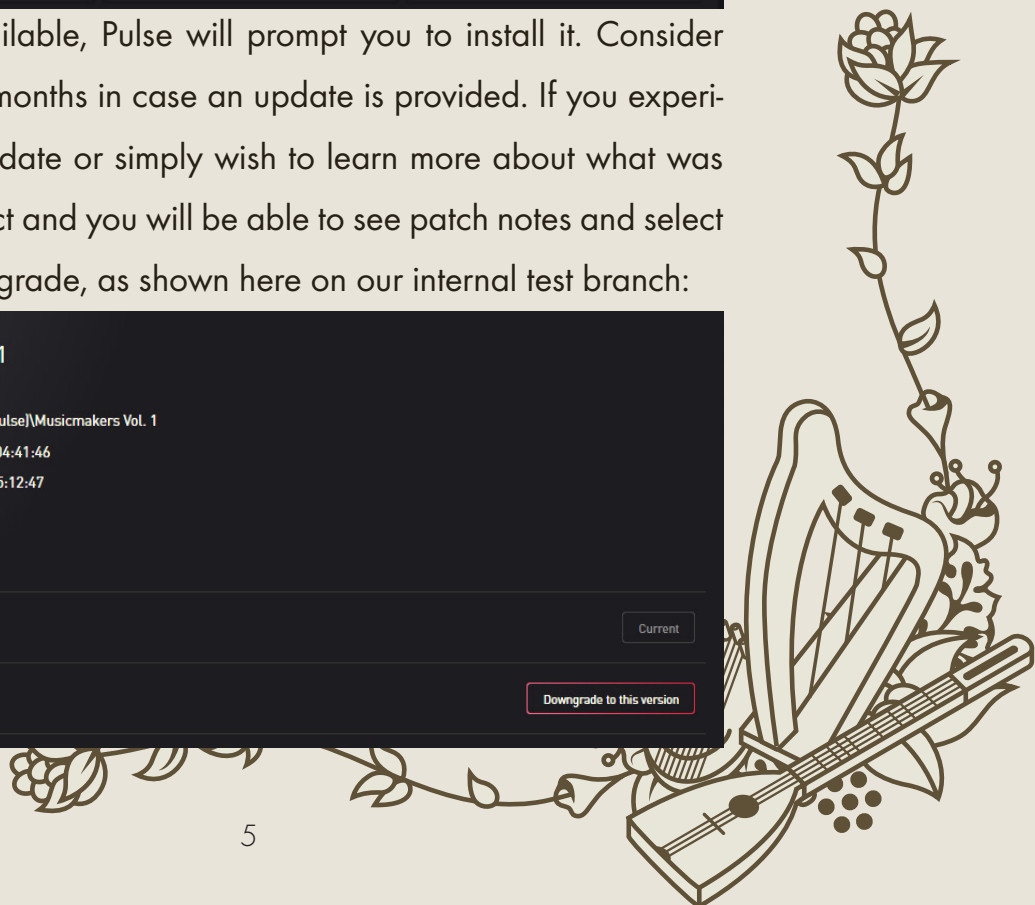 ilable, Pulse will prompt you to install it. Consider
months in case an update is provided. If you experi-
date or simply wish to learn more about what was
ct and you will be able to see patch notes and select
grade, as shown here on our internal test branch:
1
ulse)\Musicmakers Vol. 1
04:41:46
5:12:47
Current
Downgrade to this version
5